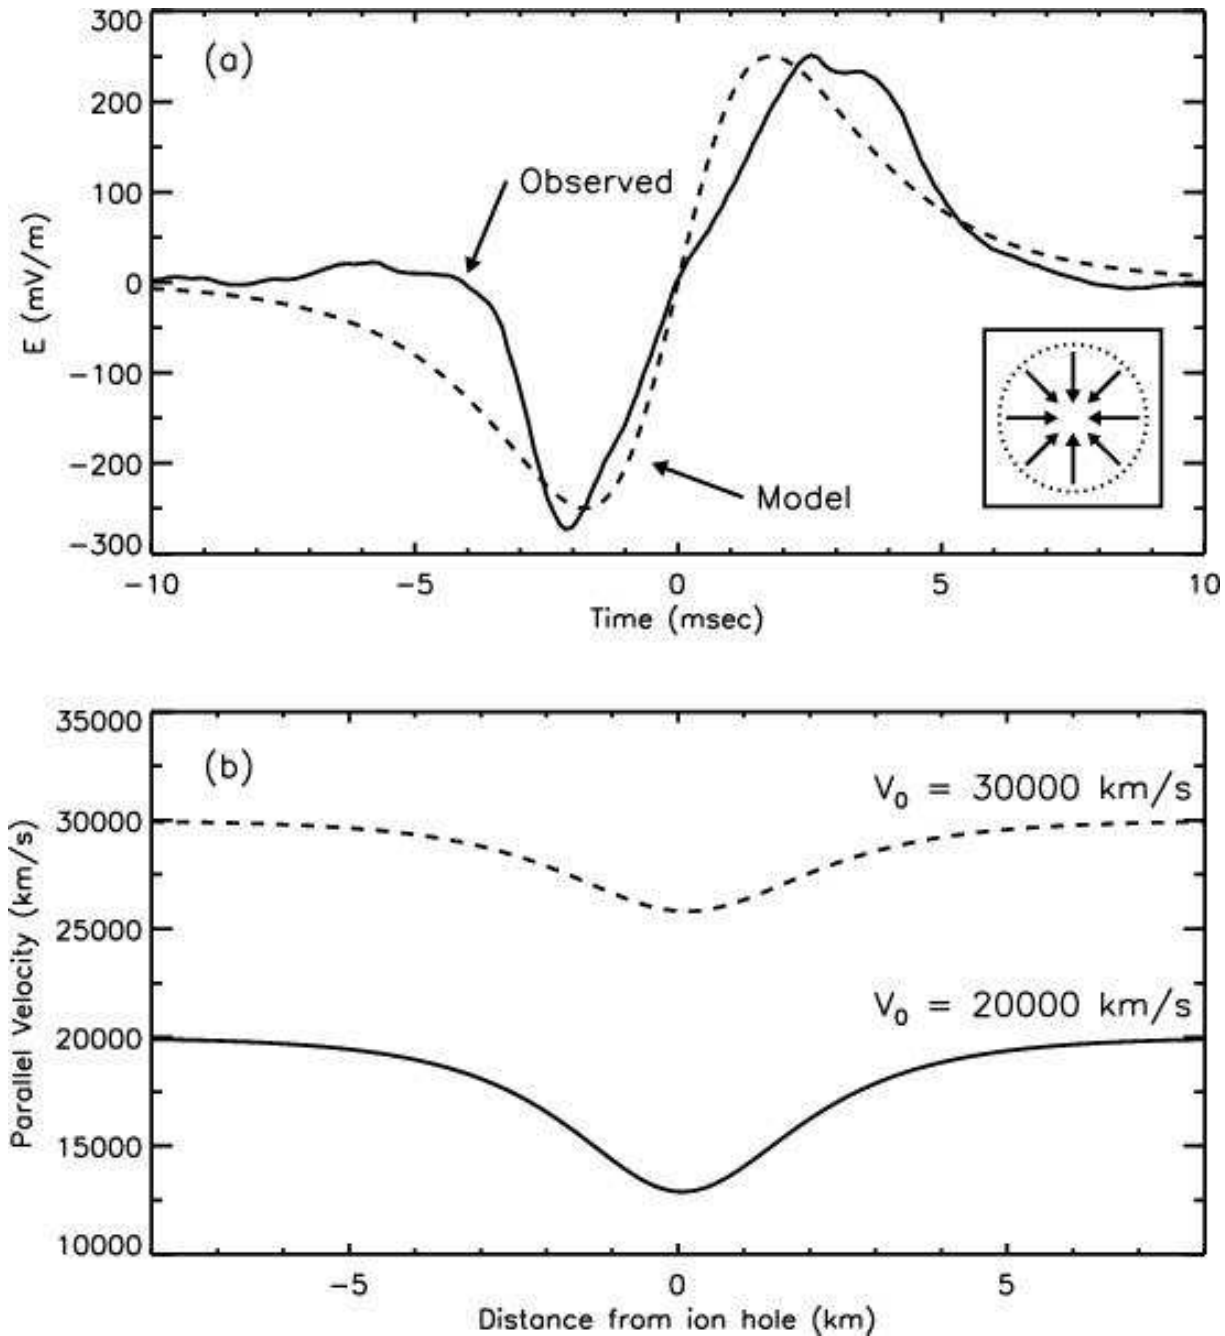 300
(a)
200
Observed
100
0
E (mV/m)
−100
−200
Model
−300
−10 −5 0 5 10
Time (msec)
35000
(b)
V₀ = 30000 km/s
30000
25000
Parallel Velocity (km/s)
V₀ = 20000 km/s
20000
15000
10000
−5 0 5
Distance from ion hole (km)